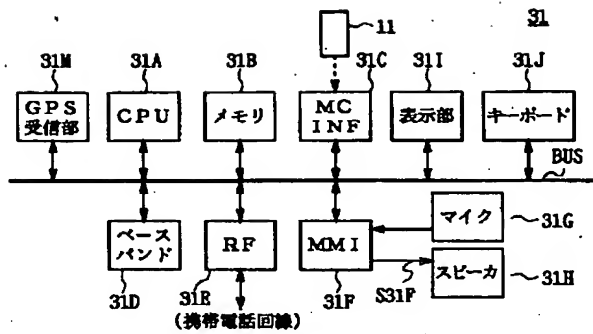 11
31
31M
31A
31B
31C
31I
31J
GPS
受信部
CPU
メモリ
MC
INF
表示部
キーボード
BUS
ベース
バンド
RF
MMI
マイク
スピーカ
31G
31H
31D
31E
31F
S31F
(携帯電話回線)